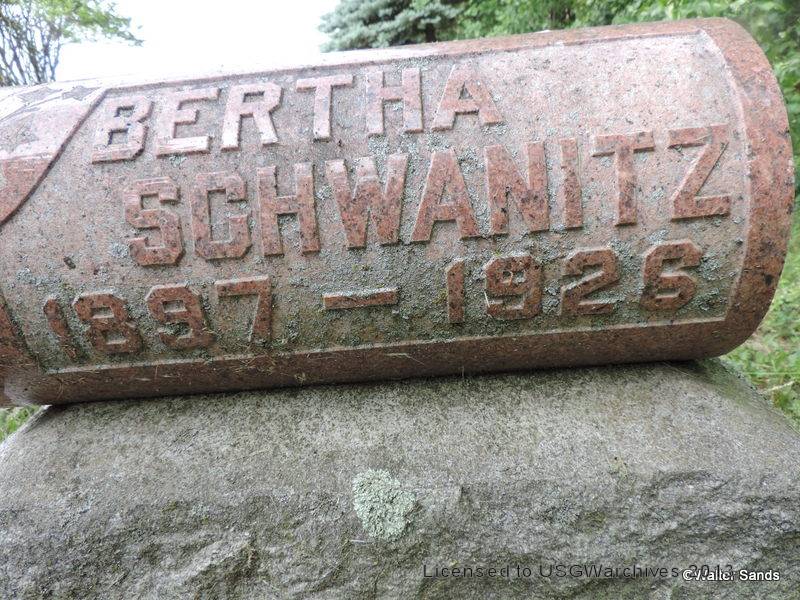 BERTHA
SCHWANITZ
1897 — 1926
Licensed to USGWarchives 2013
©Walter Sands